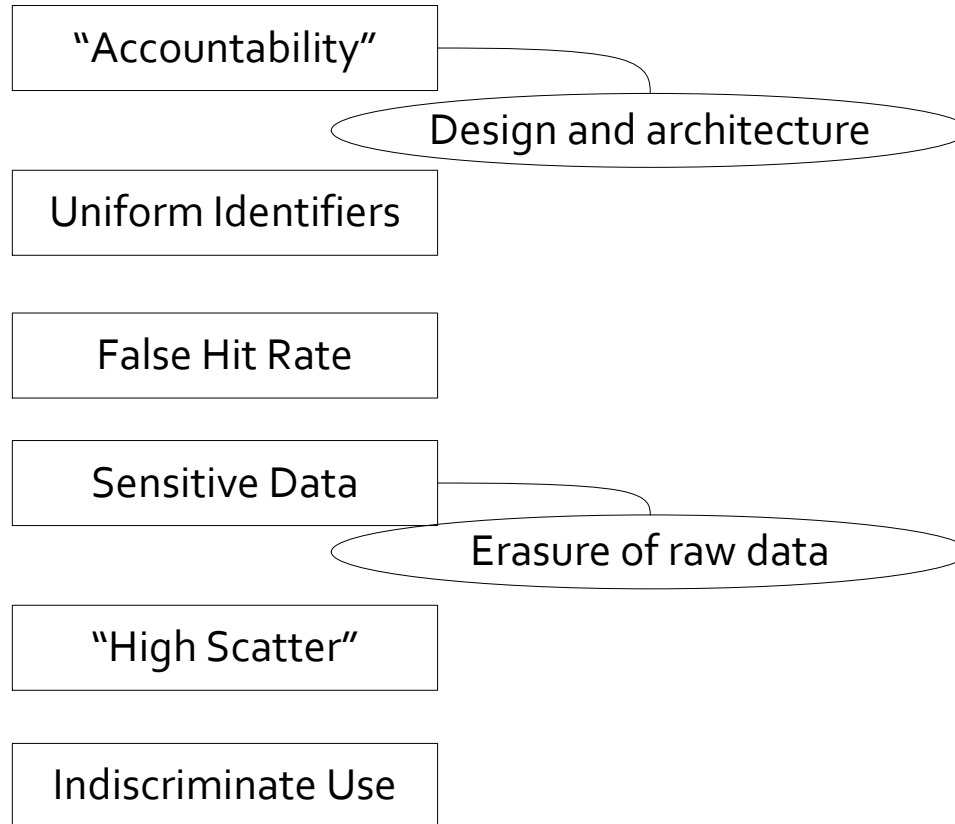 “Accountability”
Design and architecture
Uniform Identifiers
False Hit Rate
Sensitive Data
Erasure of raw data
“High Scatter”
Indiscriminate Use